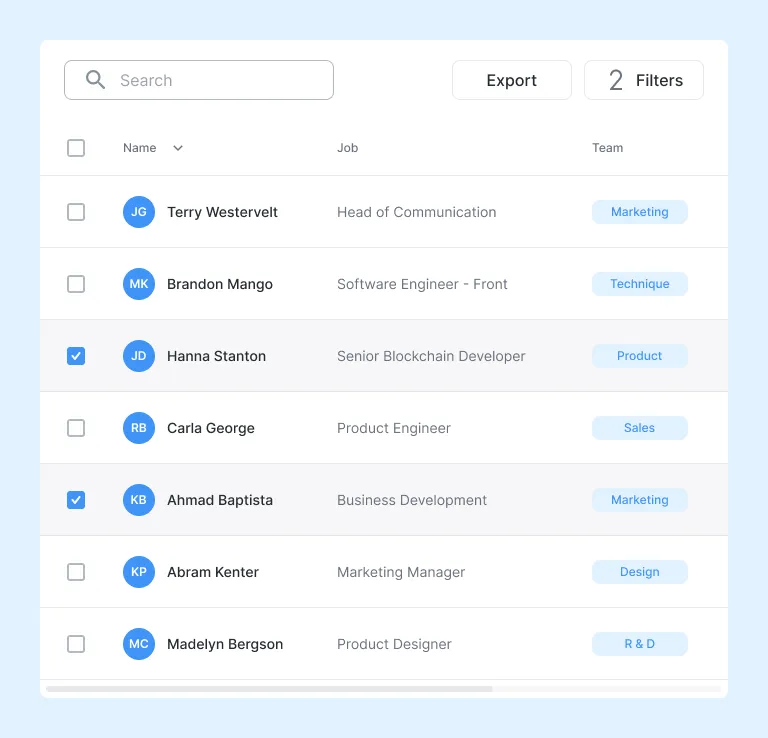 Search
Export
2 Filters
Name Job Team
JG Terry Westervelt Head of Communication Marketing
MK Brandon Mango Software Engineer - Front Technique
JD Hanna Stanton Senior Blockchain Developer Product
RB Carla George Product Engineer Sales
KB Ahmad Baptista Business Development Marketing
KP Abram Kenter Marketing Manager Design
MC Madelyn Bergson Product Designer R & D